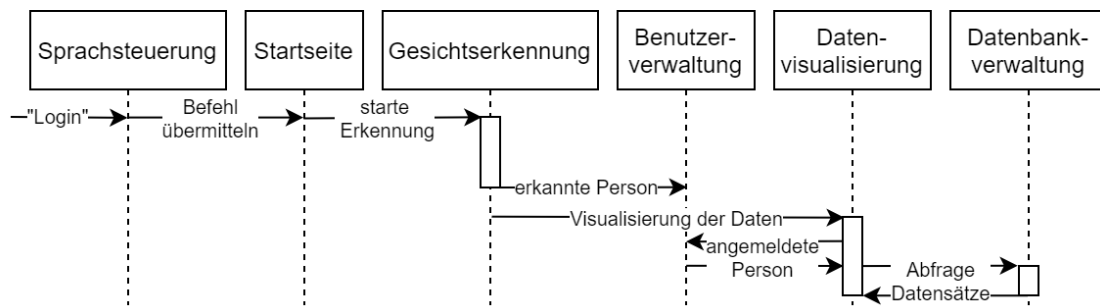 Sprachsteuerung
Startseite
Gesichtserkennung
Benutzer-
verwaltung
Daten-
visualisierung
Datenbank-
verwaltung
"Login"
Befehl
übermitteln
starte
Erkennung
erkannte Person
Visualisierung der Daten
angemeldete
Person
Abfrage
Datensätze